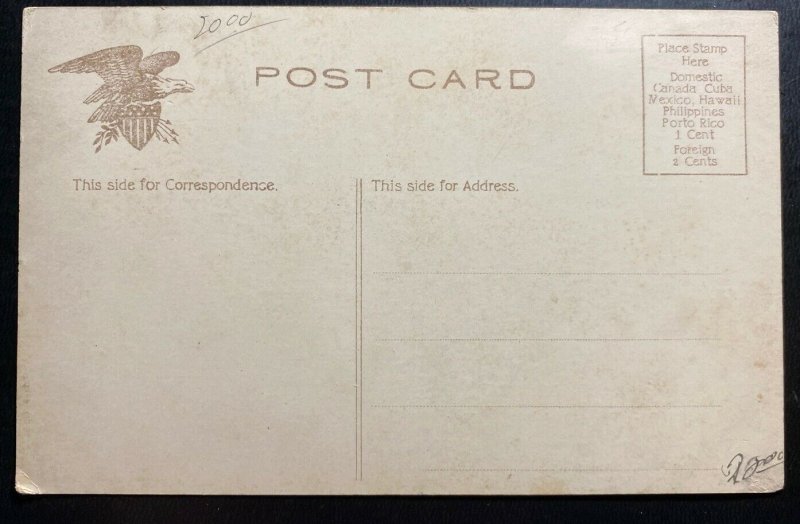 20.00
POST CARD
Place Stamp
Here
Domestic
Canada Cuba
Mexico, Hawaii
Philippines
Porto Rico
1 Cent
Foreign
2 Cents
This side for Correspondence.
This side for Address.